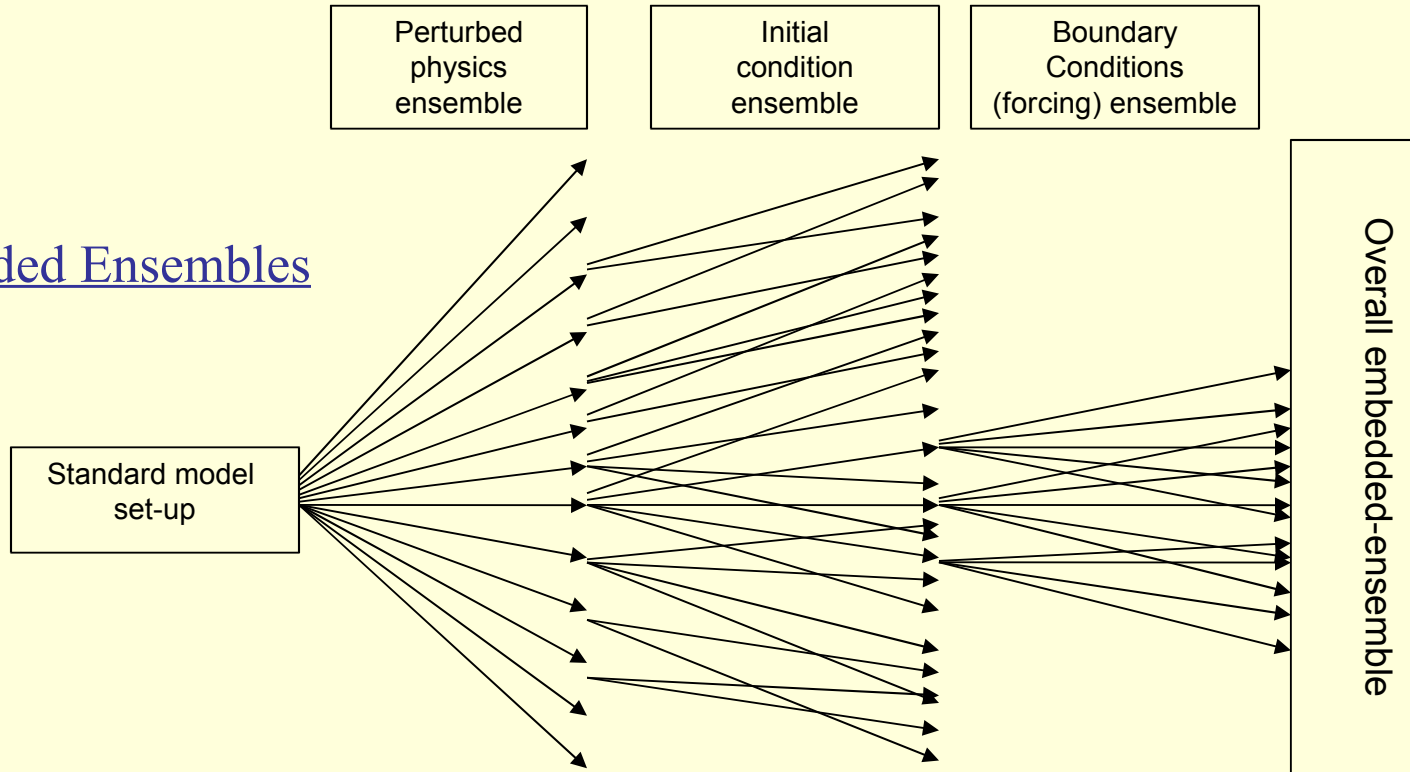 Perturbed
physics
ensemble
Initial
condition
ensemble
Boundary
Conditions
(forcing) ensemble
ded Ensembles
Standard model
set-up
Overall embedded-ensemble